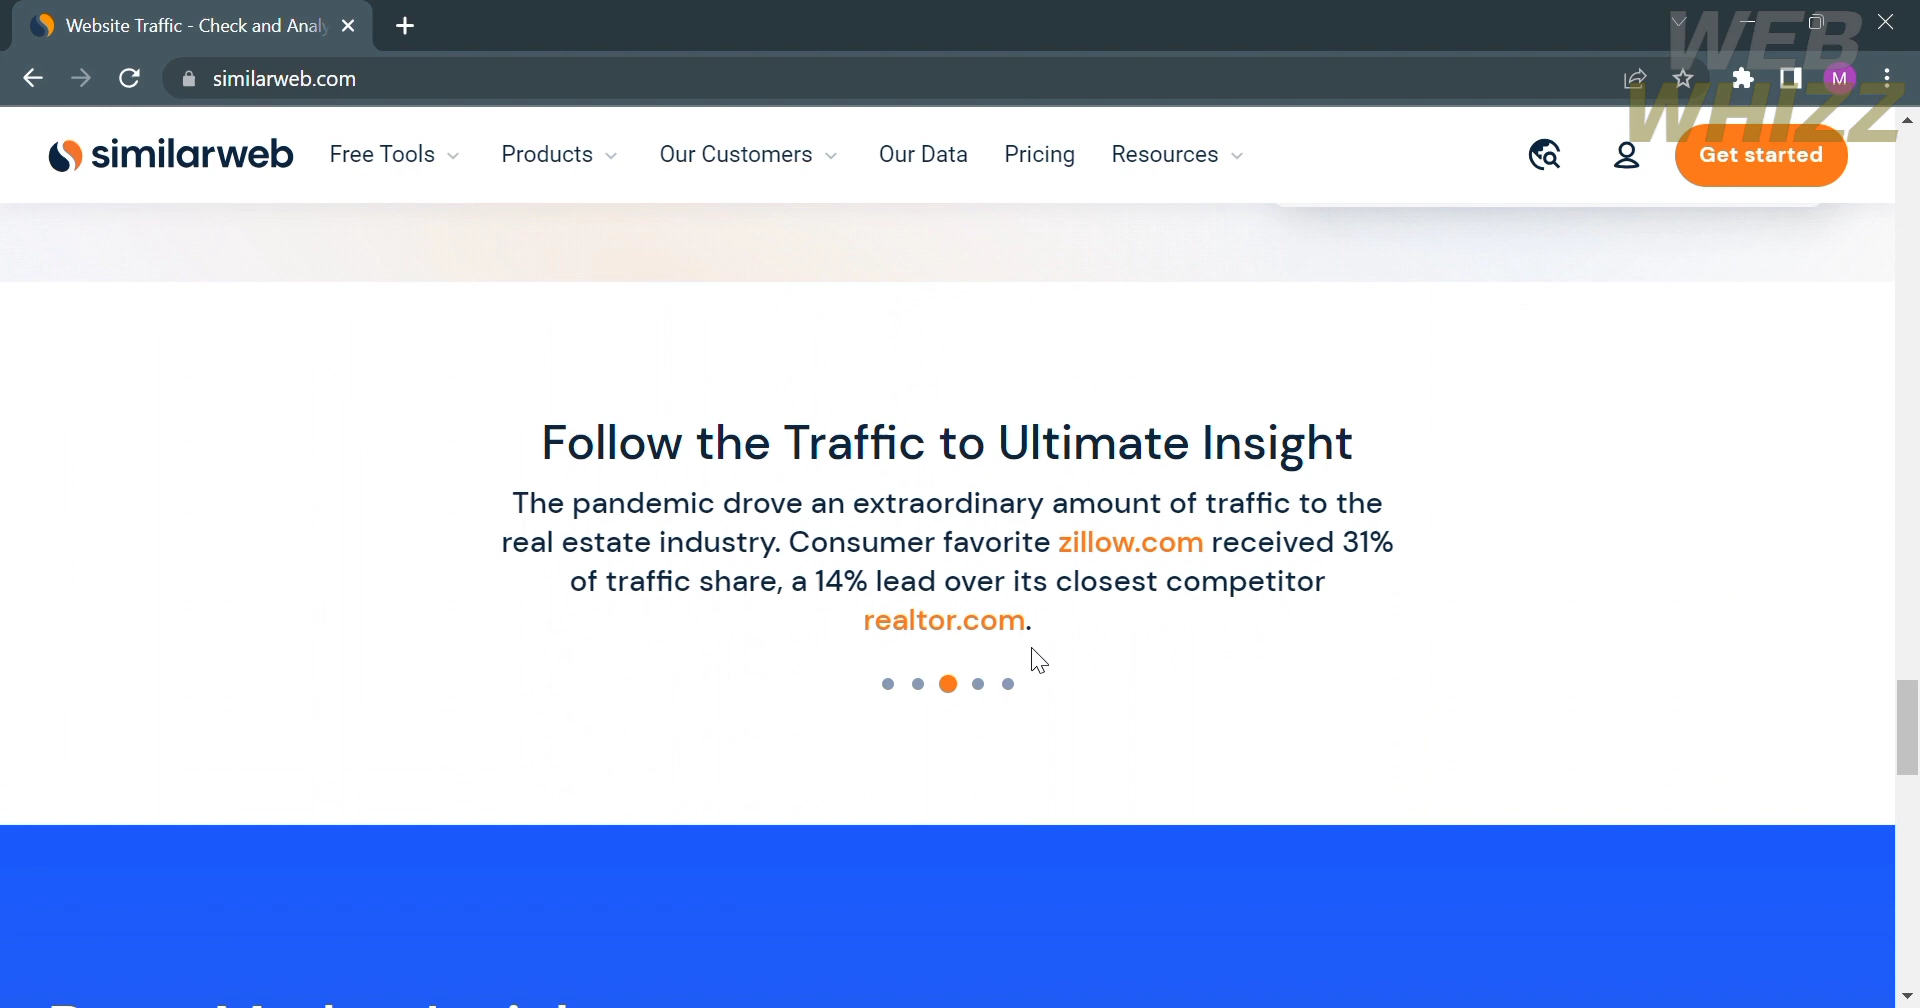 Website Traffic - Check and Analy
similarweb.com
M
WEB
WHIZZ
similarweb Free Tools Products Our Customers Our Data Pricing Resources Get started
Follow the Traffic to Ultimate Insight
The pandemic drove an extraordinary amount of traffic to the
real estate industry. Consumer favorite zillow.com received 31%
of traffic share, a 14% lead over its closest competitor
realtor.com.